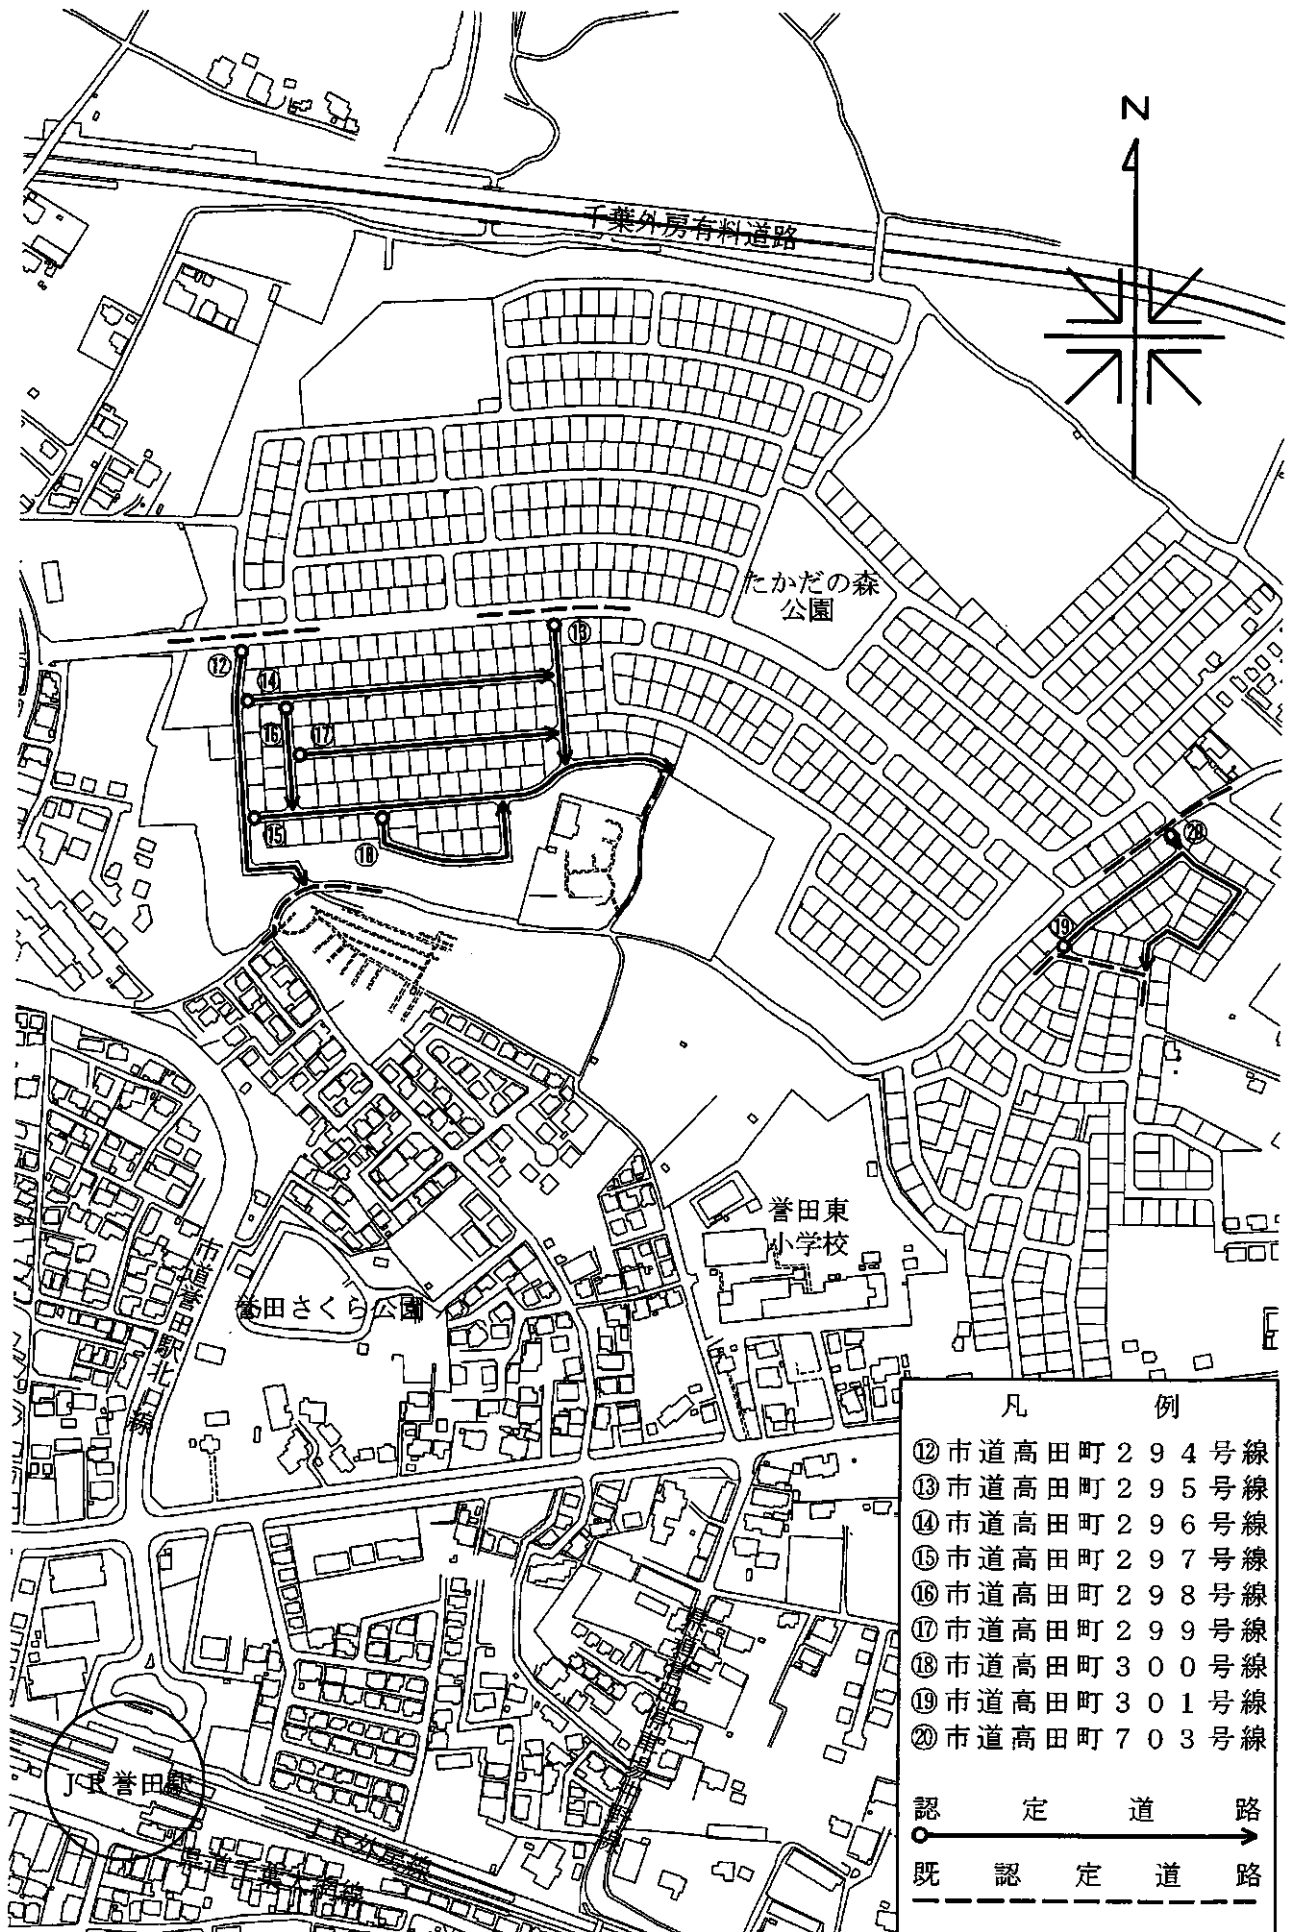 N
千葉外房有料道路
たかだの森
公園
⑫
⑬
⑭
⑯
⑰
⑮
⑱
⑳
⑲
誉田東
小学校
市道誉田駅北口線
誉田さくら公園
JR誉田駅
JR外房線
県道千葉大網線
凡例
⑫市道高田町294号線
⑬市道高田町295号線
⑭市道高田町296号線
⑮市道高田町297号線
⑯市道高田町298号線
⑰市道高田町299号線
⑱市道高田町300号線
⑲市道高田町301号線
⑳市道高田町703号線
認定道路
既認定道路